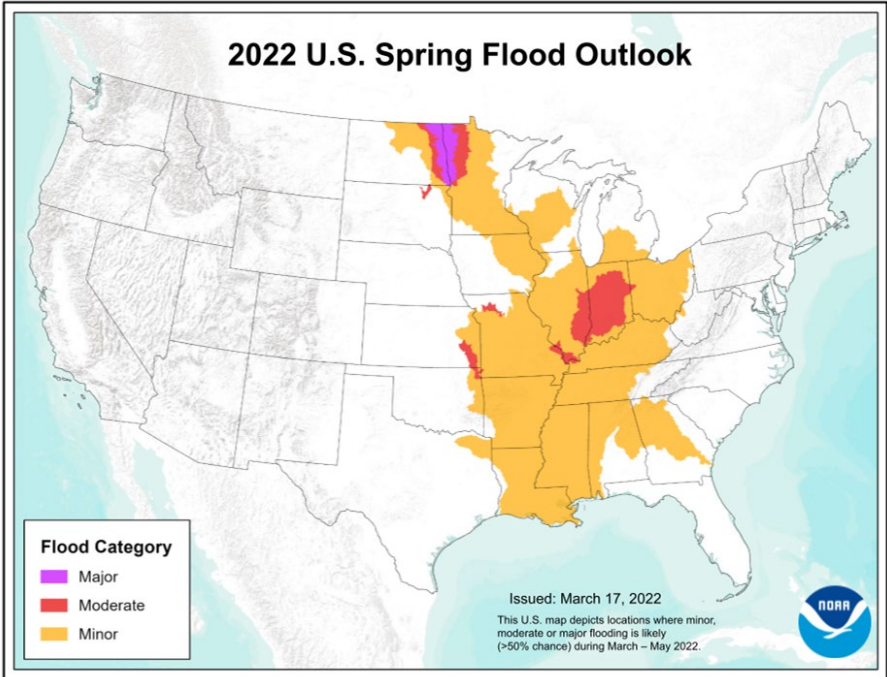 2022 U.S. Spring Flood Outlook
Flood Category
Major
Moderate
Minor
Issued: March 17, 2022
This U.S. map depicts locations where minor,
moderate or major flooding is likely
(>50% chance) during March – May 2022.
NOAA